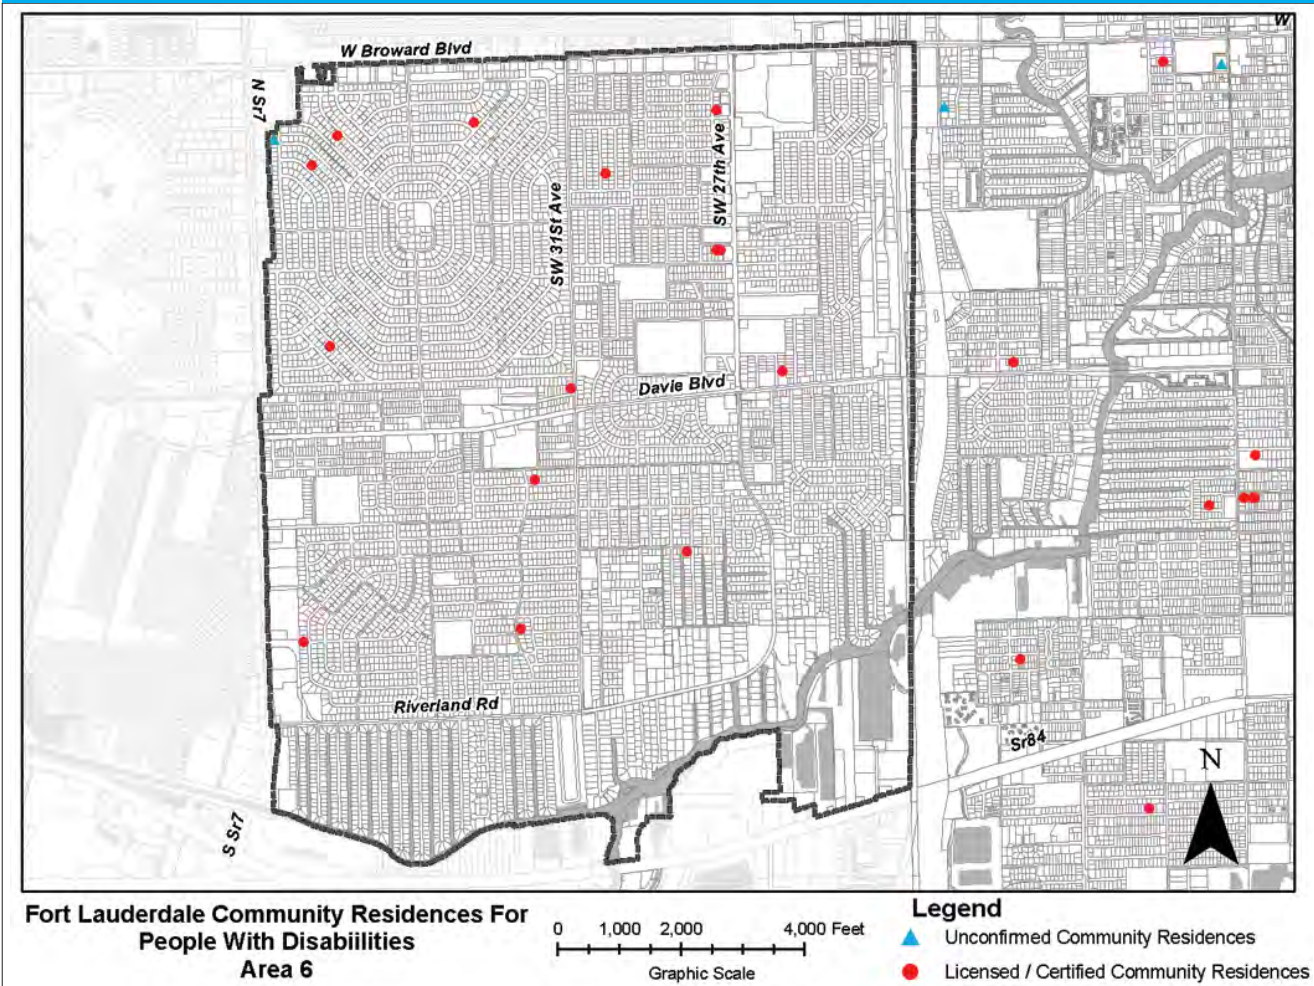 W
W Broward Blvd
N Sr7
SW 27th Ave
SW 31St Ave
Davie Blvd
Riverland Rd
Sr84
N
S Sr7
Fort Lauderdale Community Residences For
People With Disabiilities
Area 6
0 1,000 2,000 4,000 Feet
Graphic Scale
Legend
Unconfirmed Community Residences
Licensed / Certified Community Residences